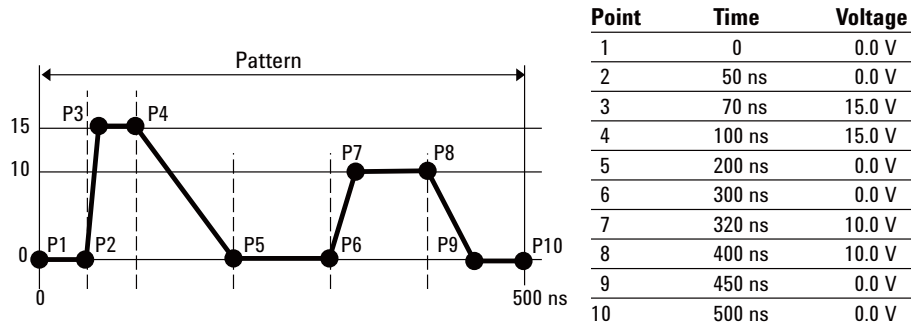 Pattern
P3 P4
15
P7 P8
10
P1 P2 P5 P6 P9 P10
0
0 500 ns
Point Time Voltage
1 0 0.0 V
2 50 ns 0.0 V
3 70 ns 15.0 V
4 100 ns 15.0 V
5 200 ns 0.0 V
6 300 ns 0.0 V
7 320 ns 10.0 V
8 400 ns 10.0 V
9 450 ns 0.0 V
10 500 ns 0.0 V